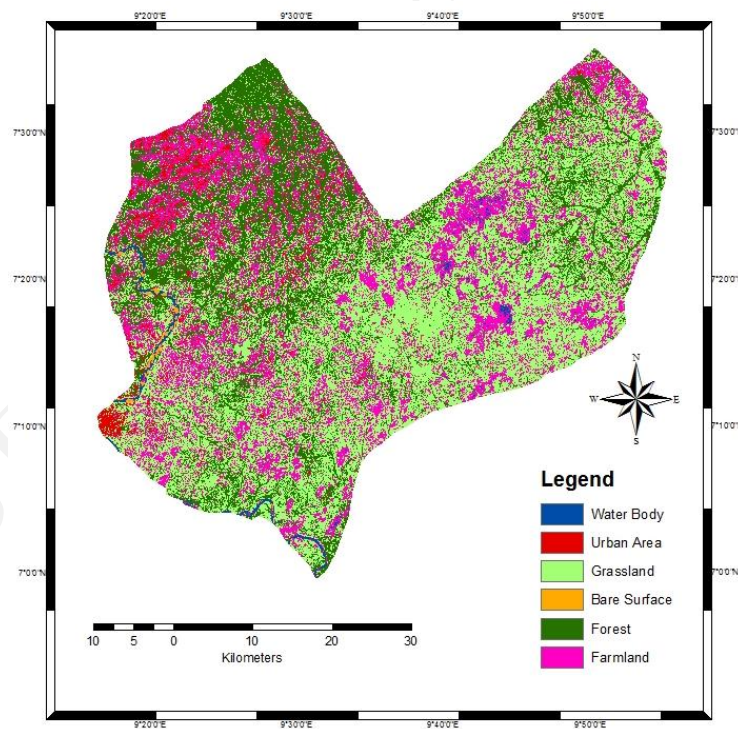 9°20'0"E 9°30'0"E 9°40'0"E 9°50'0"E
7°30'0"N 7°30'0"N
7°20'0"N 7°20'0"N
N
W E
S
7°10'0"N 7°10'0"N
Legend
Water Body
Urban Area
Grassland
Bare Surface
Forest
Farmland
7°0'0"N 7°0'0"N
10 5 0 10 20 30
Kilometers
9°20'0"E 9°30'0"E 9°40'0"E 9°50'0"E